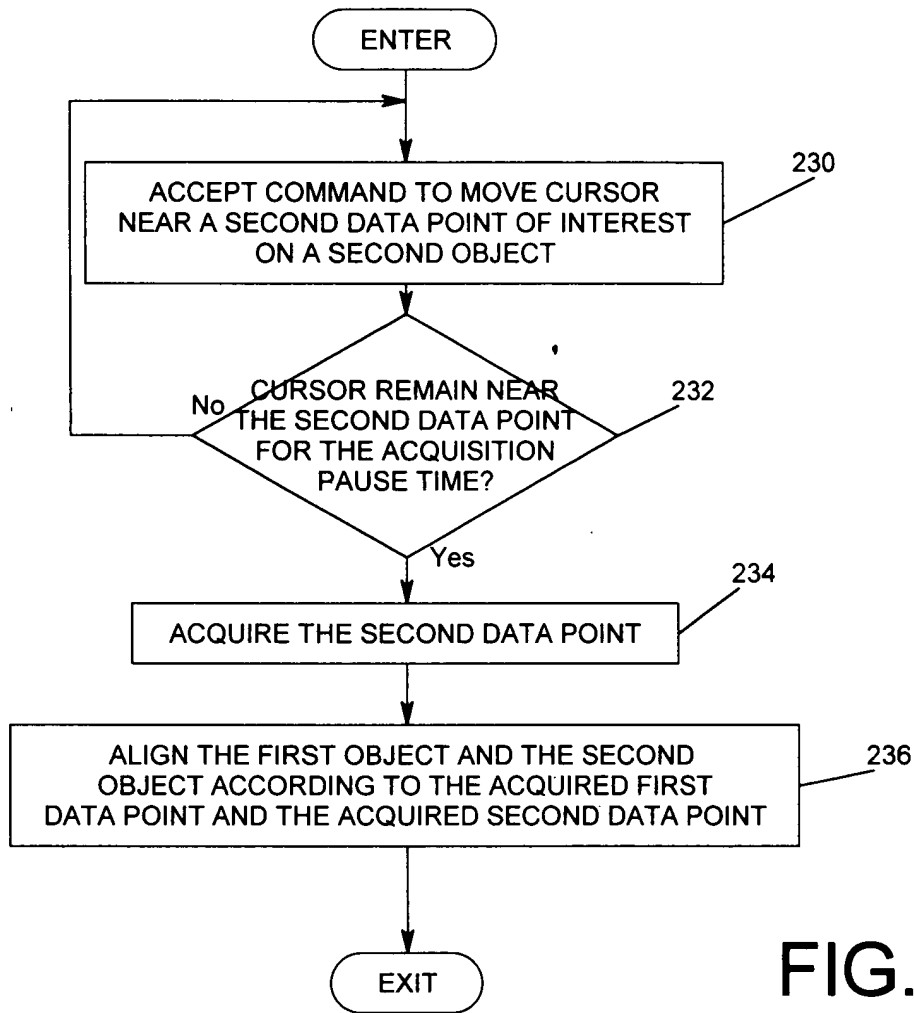 ENTER
230
ACCEPT COMMAND TO MOVE CURSOR
NEAR A SECOND DATA POINT OF INTEREST
ON A SECOND OBJECT
No
CURSOR REMAIN NEAR
THE SECOND DATA POINT
FOR THE ACQUISITION
PAUSE TIME?
232
Yes
234
ACQUIRE THE SECOND DATA POINT
ALIGN THE FIRST OBJECT AND THE SECOND
OBJECT ACCORDING TO THE ACQUIRED FIRST
DATA POINT AND THE ACQUIRED SECOND DATA POINT
236
EXIT
FIG.